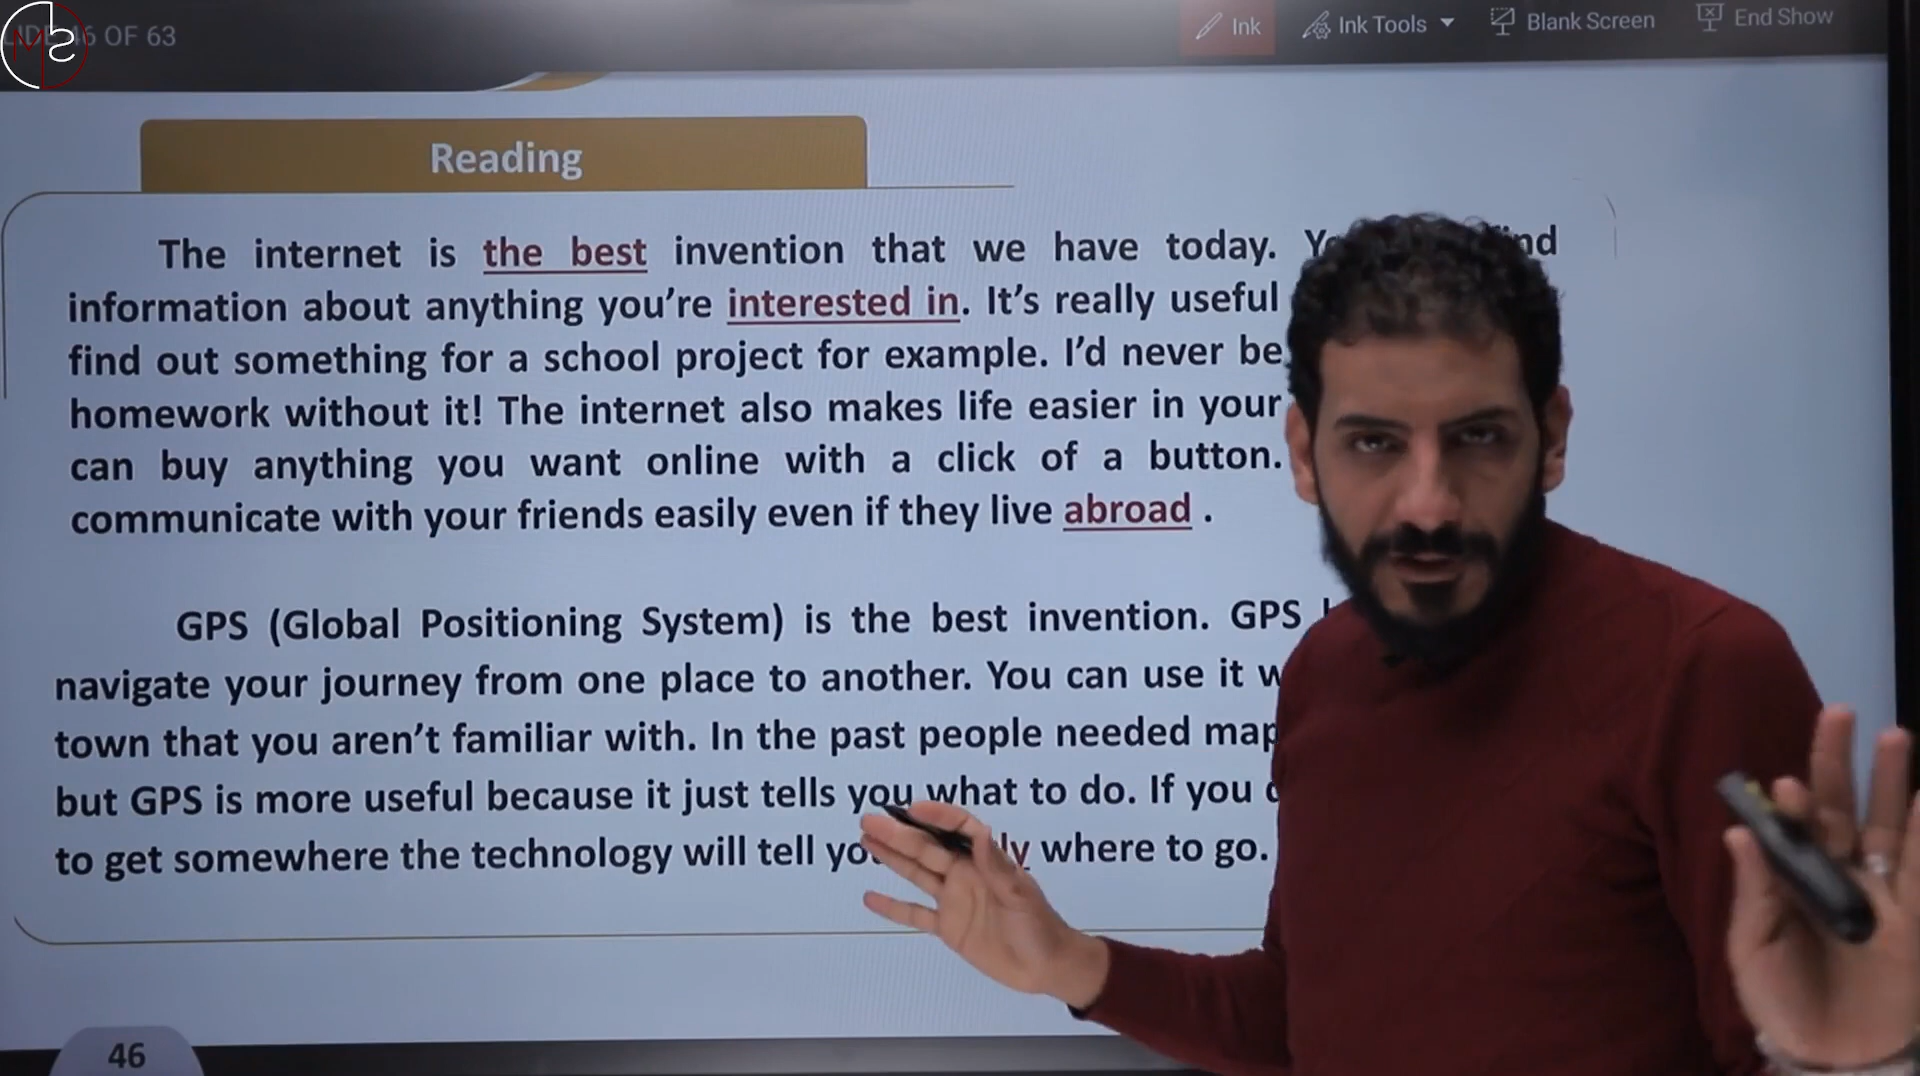 46 OF 63
Ink
Ink Tools
Blank Screen
End Show
MS
Reading
The internet is the best invention that we have today.
information about anything you're interested in. It's really useful
find out something for a school project for example. I'd never be
homework without it! The internet also makes life easier in your
can buy anything you want online with a click of a button.
communicate with your friends easily even if they live abroad .
GPS (Global Positioning System) is the best invention. GPS
navigate your journey from one place to another. You can use it
town that you aren't familiar with. In the past people needed
but GPS is more useful because it just tells you what to do. If you
to get somewhere the technology will tell where to go.
46